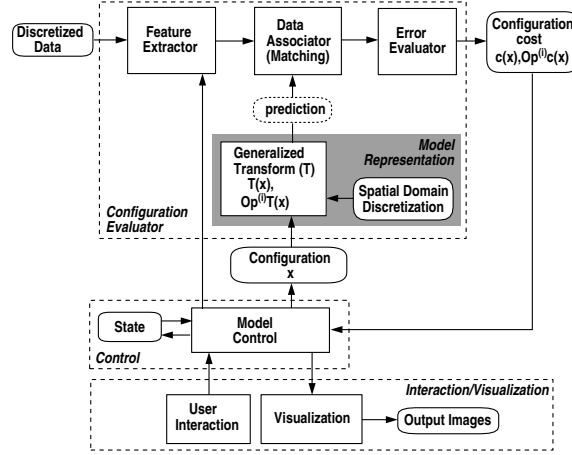 Discretized
Data
Feature
Extractor
Data
Associator
(Matching)
Error
Evaluator
Configuration
cost
c(x),Op(i)c(x)
prediction
Model
Representation
Generalized
Transform (T)
T(x),
Op(i)T(x)
Spatial Domain
Discretization
Configuration
Evaluator
Configuration
x
State
Model
Control
Control
Interaction/Visualization
User
Interaction
Visualization
Output Images